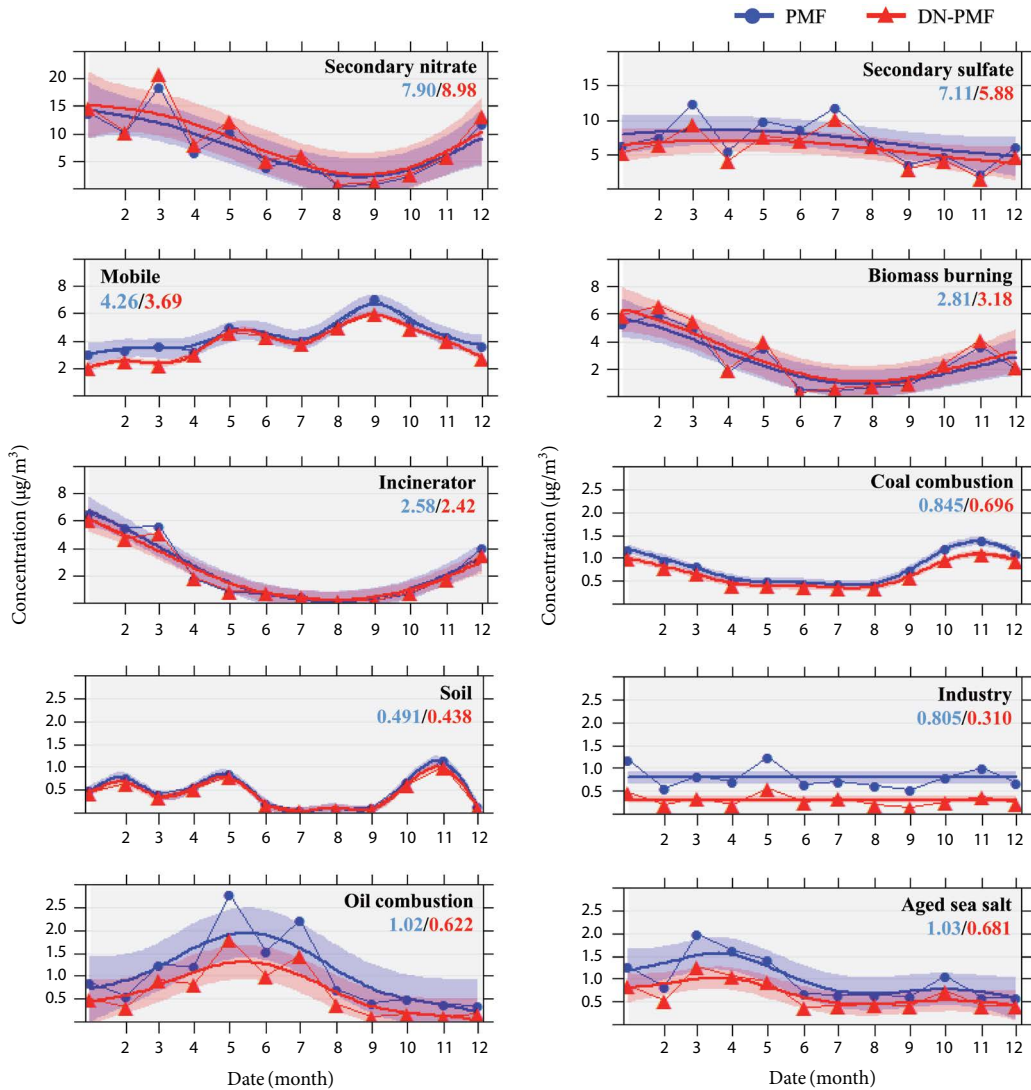 PMF DN-PMF
Secondary nitrate
7.90/8.98
20
15
10
5
2 3 4 5 6 7 8 9 10 11 12
Secondary sulfate
7.11/5.88
15
10
5
2 3 4 5 6 7 8 9 10 11 12
Mobile
4.26/3.69
8
6
4
2
2 3 4 5 6 7 8 9 10 11 12
Biomass burning
2.81/3.18
8
6
4
2
2 3 4 5 6 7 8 9 10 11 12
Concentration (μg/m³)
Incinerator
2.58/2.42
8
6
4
2
2 3 4 5 6 7 8 9 10 11 12
Concentration (μg/m³)
Coal combustion
0.845/0.696
2.5
2.0
1.5
1.0
0.5
2 3 4 5 6 7 8 9 10 11 12
Soil
0.491/0.438
2.5
2.0
1.5
1.0
0.5
2 3 4 5 6 7 8 9 10 11 12
Industry
0.805/0.310
2.5
2.0
1.5
1.0
0.5
2 3 4 5 6 7 8 9 10 11 12
Oil combustion
1.02/0.622
2.5
2.0
1.5
1.0
0.5
2 3 4 5 6 7 8 9 10 11 12
Date (month)
Aged sea salt
1.03/0.681
2.5
2.0
1.5
1.0
0.5
2 3 4 5 6 7 8 9 10 11 12
Date (month)